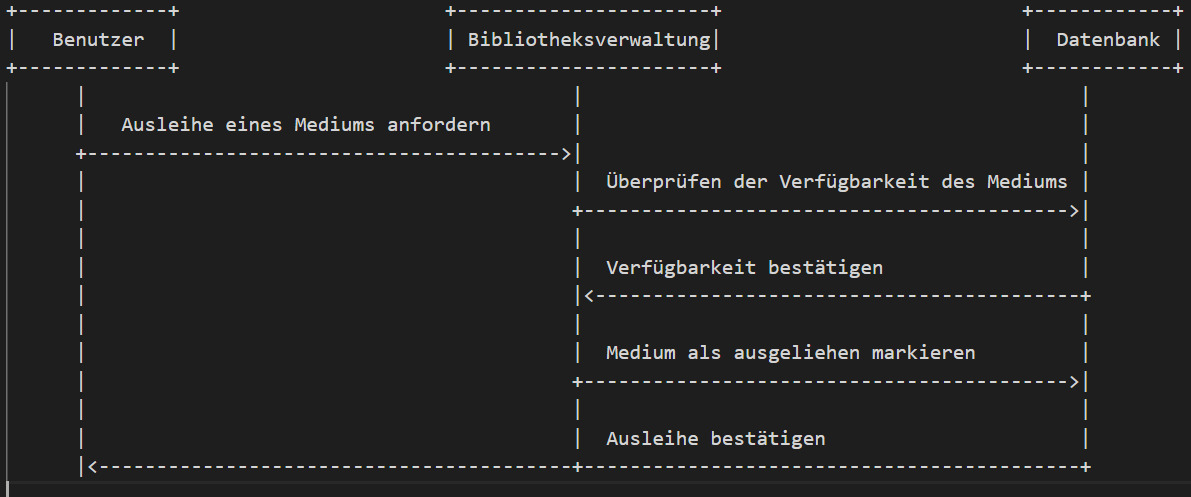 Benutzer Bibliotheksverwaltung Datenbank
Ausleihe eines Mediums anfordern
Überprüfen der Verfügbarkeit des Mediums
Verfügbarkeit bestätigen
Medium als ausgeliehen markieren
Ausleihe bestätigen